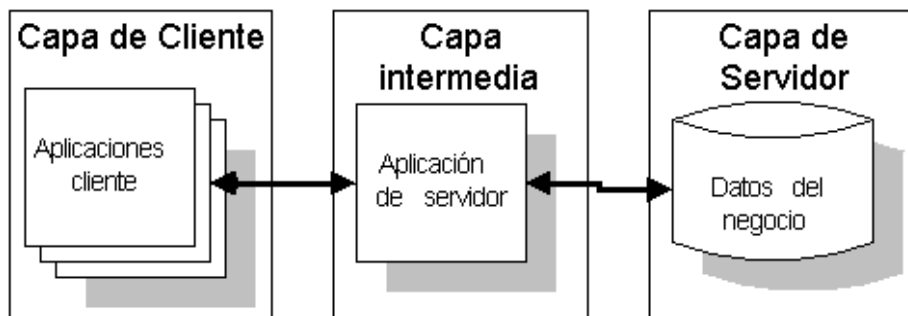 Capa de Cliente
Aplicaciones
cliente
Capa
intermedia
Aplicación
de servidor
Capa de
Servidor
Datos del
negocio